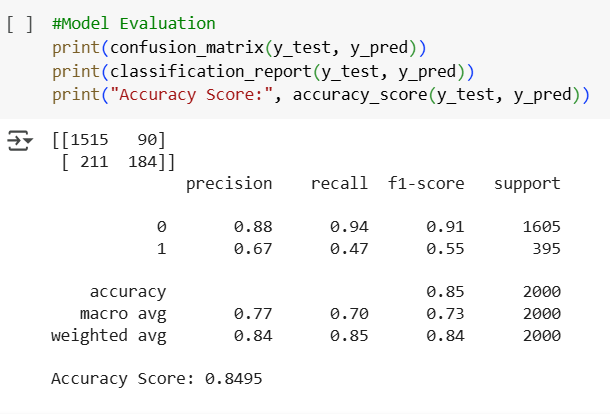 [ ] #Model Evaluation
print(confusion_matrix(y_test, y_pred))
print(classification_report(y_test, y_pred))
print("Accuracy Score:", accuracy_score(y_test, y_pred))
[[1515   90]
 [ 211  184]]
              precision    recall  f1-score   support
           0       0.88      0.94      0.91      1605
           1       0.67      0.47      0.55       395
    accuracy                           0.85      2000
   macro avg       0.77      0.70      0.73      2000
weighted avg       0.84      0.85      0.84      2000
Accuracy Score: 0.8495